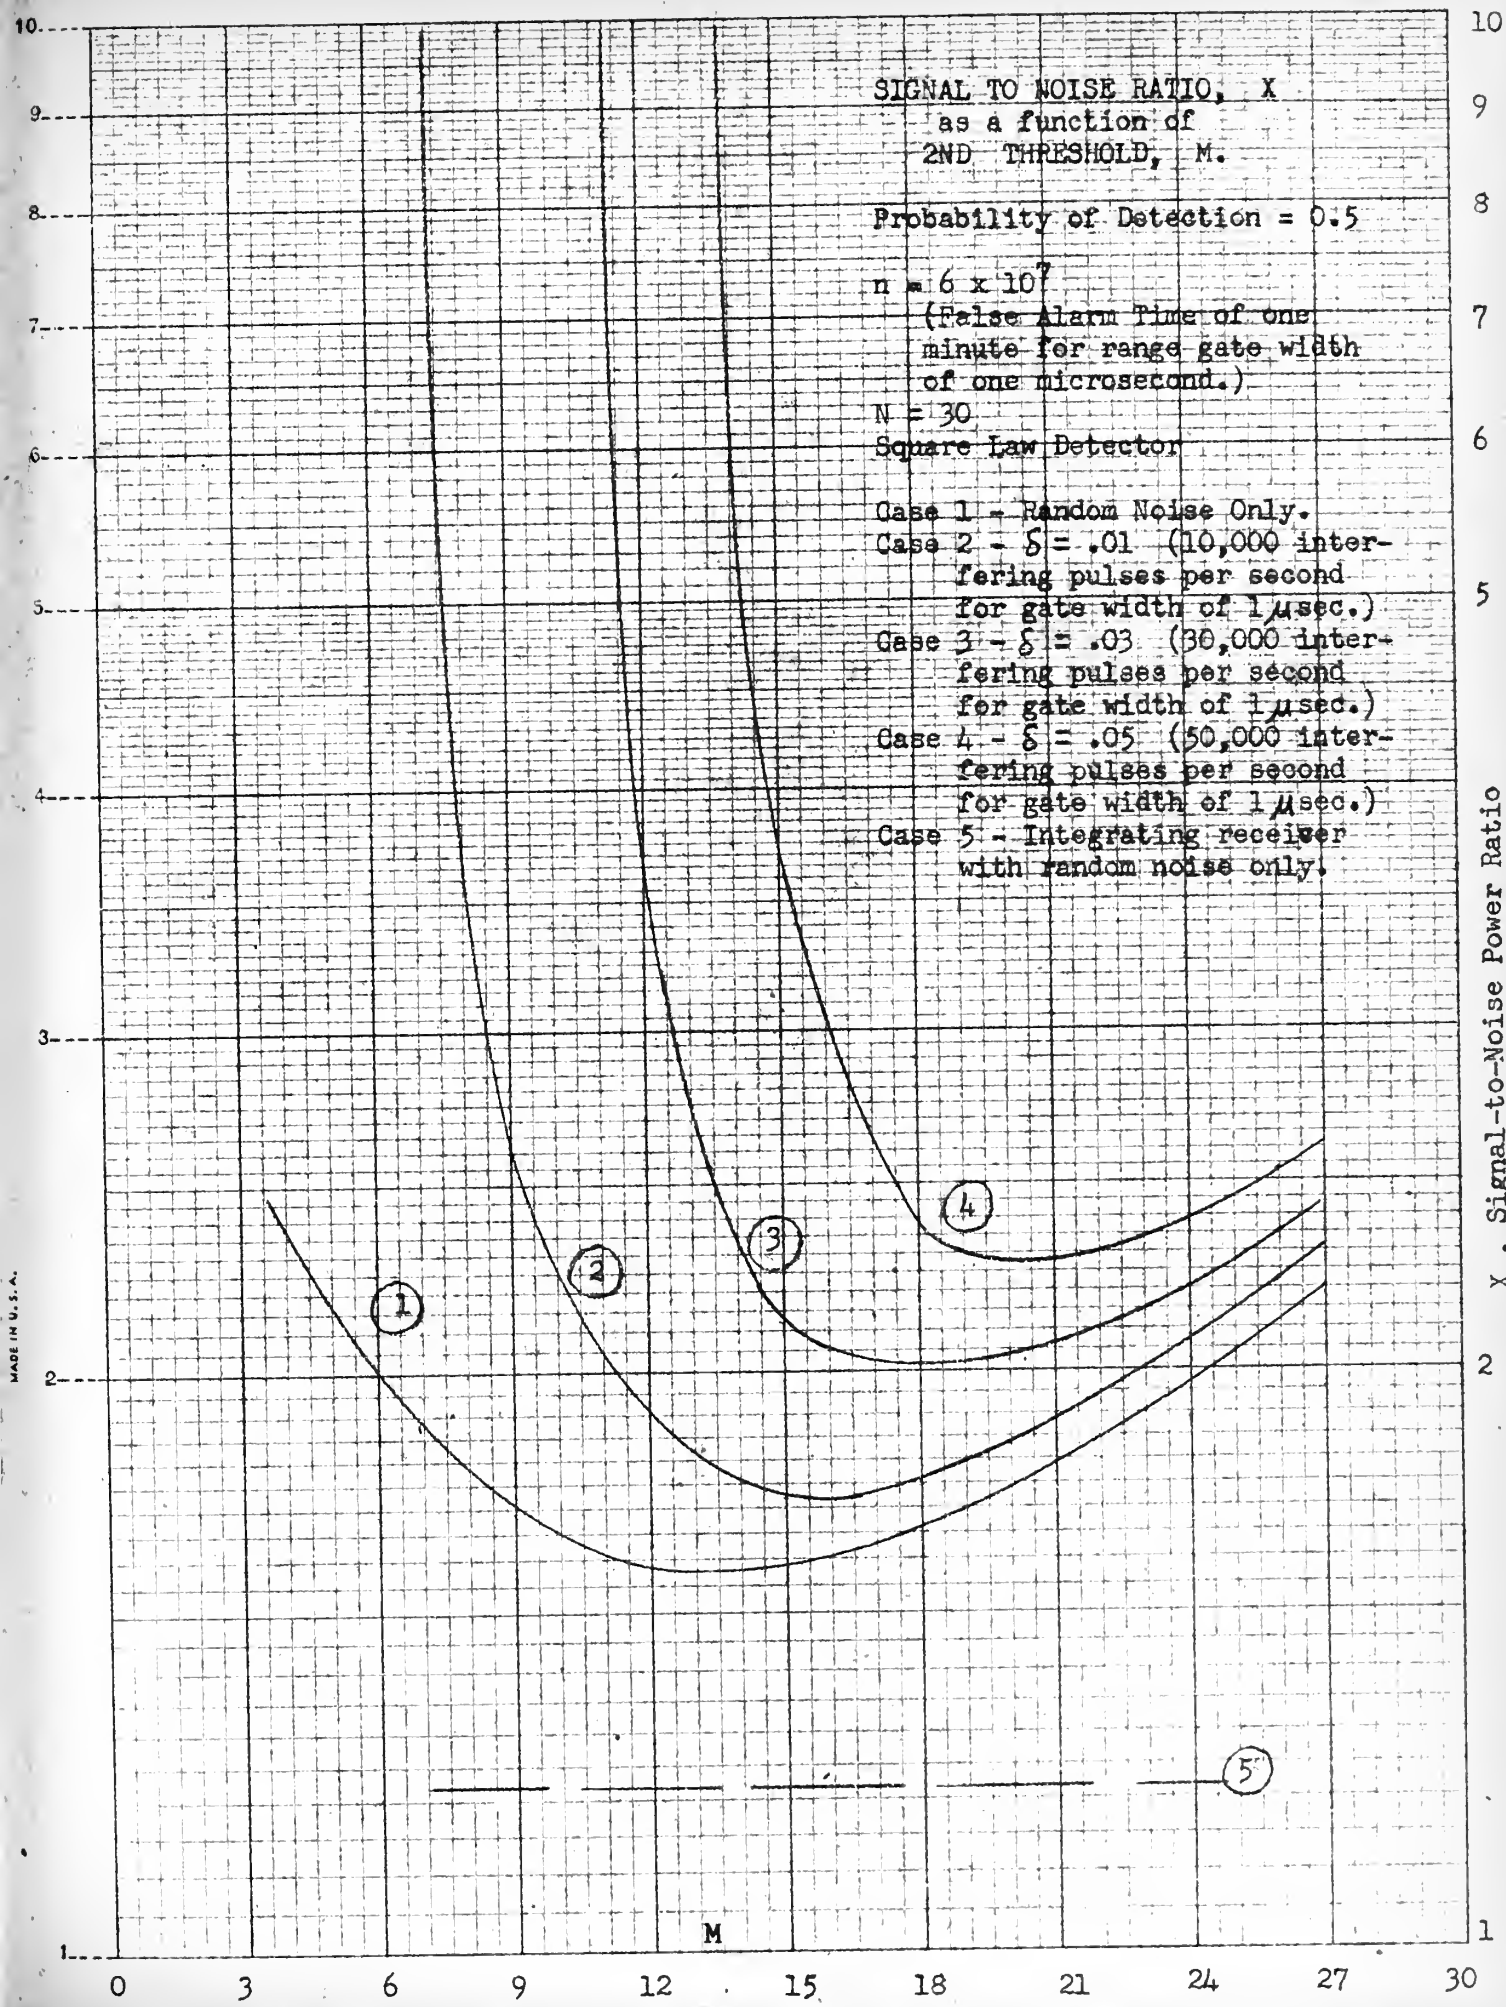 SIGNAL TO NOISE RATIO, X
as a function of
2ND THRESHOLD, M.
Probability of Detection = 0.5
n = 6 x 10^7
(False Alarm Time of one
minute for range gate width
of one microsecond.)
N = 30
Square Law Detector
Case 1 - Random Noise Only.
Case 2 - δ = .01 (10,000 inter-
fering pulses per second
for gate width of 1 μsec.)
Case 3 - δ = .03 (30,000 inter-
fering pulses per second
for gate width of 1 μsec.)
Case 4 - δ = .05 (50,000 inter-
fering pulses per second
for gate width of 1 μsec.)
Case 5 - Integrating receiver
with random noise only.
10
9
8
7
6
5
4
3
2
1
10
9
8
7
6
5
2
1
X, Signal-to-Noise Power Ratio
MADE IN U.S.A.
4
3
2
1
5
M
0 3 6 9 12 15 18 21 24 27 30